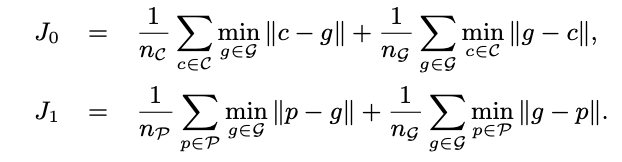 J_0 = \frac{1}{n_{\mathcal{C}}} \sum_{c \in \mathcal{C}} \min_{g \in \mathcal{G}} \|c - g\| + \frac{1}{n_{\mathcal{G}}} \sum_{g \in \mathcal{G}} \min_{c \in \mathcal{C}} \|g - c\|,
J_1 = \frac{1}{n_{\mathcal{P}}} \sum_{p \in \mathcal{P}} \min_{g \in \mathcal{G}} \|p - g\| + \frac{1}{n_{\mathcal{G}}} \sum_{g \in \mathcal{G}} \min_{p \in \mathcal{P}} \|g - p\|.